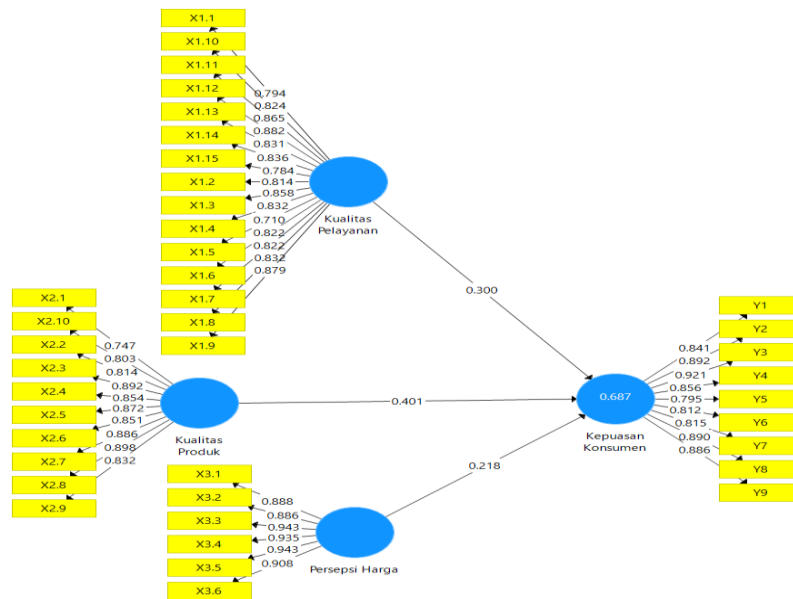 X1.1
X1.10
X1.11
X1.12
X1.13
X1.14
X1.15
X1.2
X1.3
X1.4
X1.5
X1.6
X1.7
X1.8
X1.9
0.794
0.824
0.865
0.882
0.831
0.836
0.784
0.814
0.858
0.832
0.710
0.822
0.822
0.832
0.879
Kualitas
Pelayanan
0.300
X2.1
X2.10
X2.2
X2.3
X2.4
X2.5
X2.6
X2.7
X2.8
X2.9
0.747
0.803
0.814
0.892
0.854
0.872
0.851
0.886
0.898
0.832
Kualitas
Produk
0.401
X3.1
X3.2
X3.3
X3.4
X3.5
X3.6
0.888
0.886
0.943
0.935
0.943
0.908
Persepsi Harga
0.218
0.687
Kepuasan
Konsumen
0.841
0.892
0.921
0.856
0.795
0.812
0.815
0.890
0.886
Y1
Y2
Y3
Y4
Y5
Y6
Y7
Y8
Y9